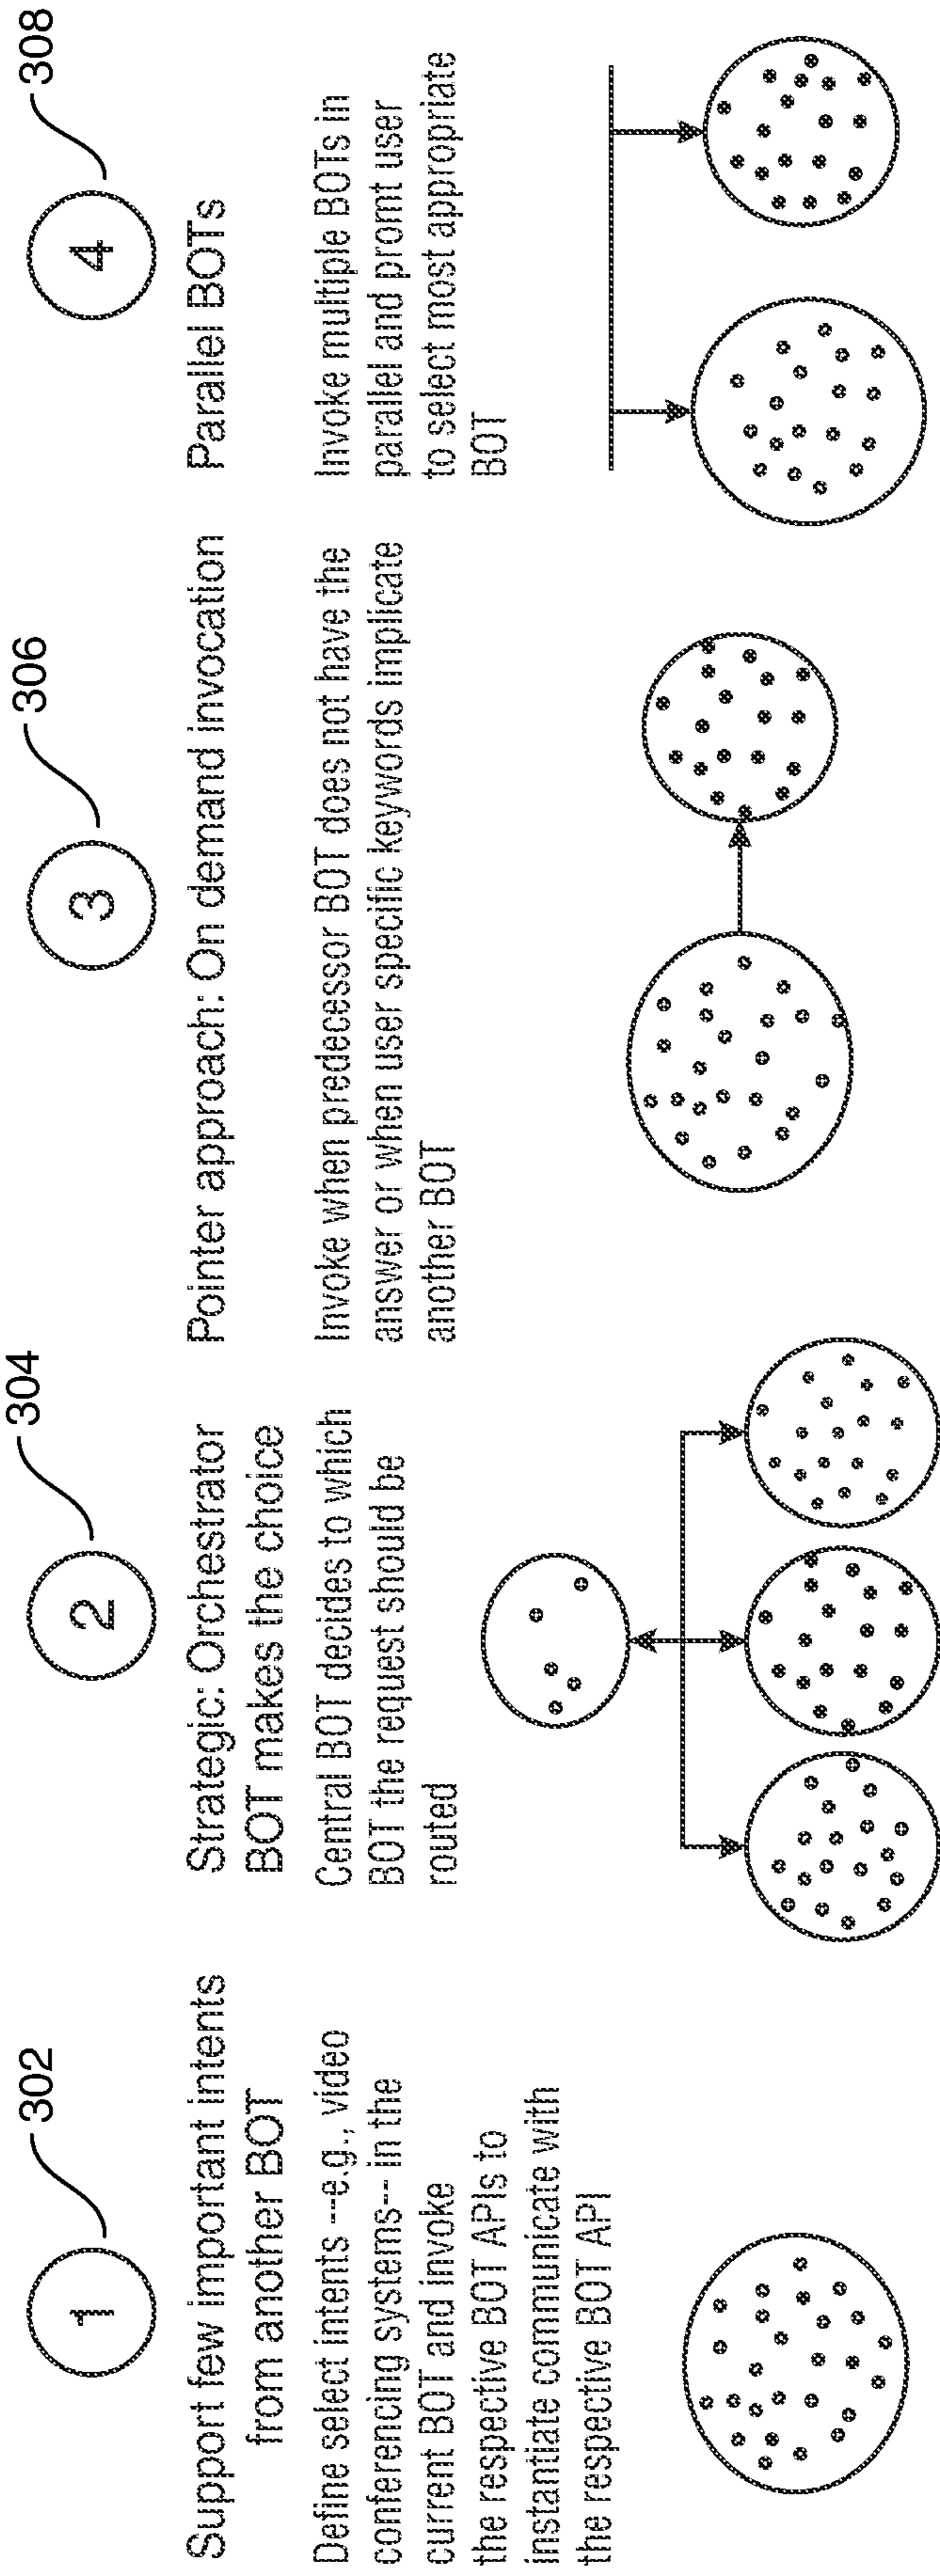 302
1
Support few important intents
from another BOT
Define select intents --e.g., video
conferencing systems-- in the
current BOT and invoke
the respective BOT APIs to
instantiate communicate with
the respective BOT API
304
2
Strategic: Orchestrator
BOT makes the choice
Central BOT decides to which
BOT the request should be
routed
306
3
Pointer approach: On demand invocation
Invoke when predecessor BOT does not have the
answer or when user specific keywords implicate
another BOT
308
4
Parallel BOTs
Invoke multiple BOTs in
parallel and promt user
to select most appropriate
BOT